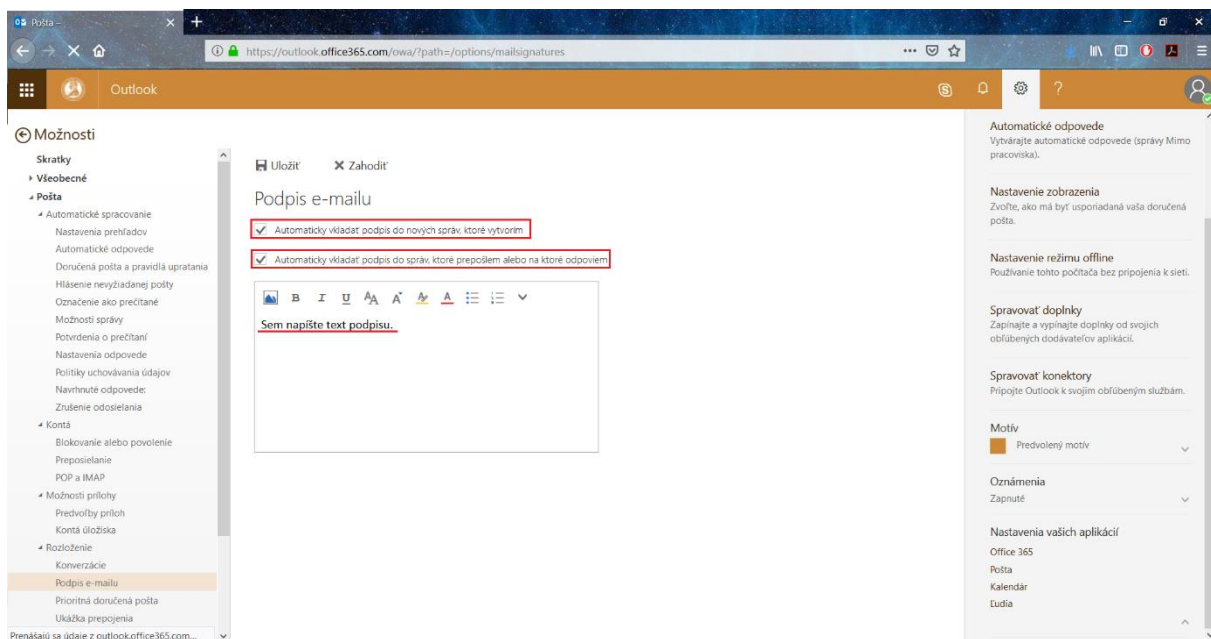 Pošta –
https://outlook.office365.com/owa/?path=/options/mailsignatures
Outlook
Možnosti
Skratky
Všeobecné
Pošta
Automatické spracovanie
Nastavenia prehľadov
Automatické odpovede
Doručená pošta a pravidlá upratania
Hlásenie nevyžiadanej pošty
Označenie ako prečítané
Možnosti správy
Potvrdenia o prečítaní
Nastavenia odpovede
Politiky uchovávania údajov
Navrhnuté odpovede:
Zrušenie odosielania
Kontá
Blokovanie alebo povolenie
Preposielanie
POP a IMAP
Možnosti prílohy
Predvoľby príloh
Kontá úložiska
Rozloženie
Konverzácie
Podpis e-mailu
Prioritná doručená pošta
Ukážka prepojenia
Prenášajú sa údaje z outlook.office365.com...
Uložiť
Zahodiť
Podpis e-mailu
Automaticky vkladať podpis do nových správ, ktoré vytvorím
Automaticky vkladať podpis do správ, ktoré prepošlem alebo na ktoré odpoviem
Sem napíšte text podpisu.
Automatické odpovede
Vytvárajte automatické odpovede (správy Mimo
pracoviska).
Nastavenie zobrazenia
Zvoľte, ako má byť usporiadaná vaša doručená
pošta.
Nastavenie režimu offline
Používanie tohto počítača bez pripojenia k sieti.
Spravovať doplnky
Zapínajte a vypínajte doplnky od svojich
obľúbených dodávateľov aplikácií.
Spravovať konektory
Pripojte Outlook k svojim obľúbeným službám.
Motív
Predvolený motív
Oznámenia
Zapnuté
Nastavenia vašich aplikácií
Office 365
Pošta
Kalendár
Ľudia